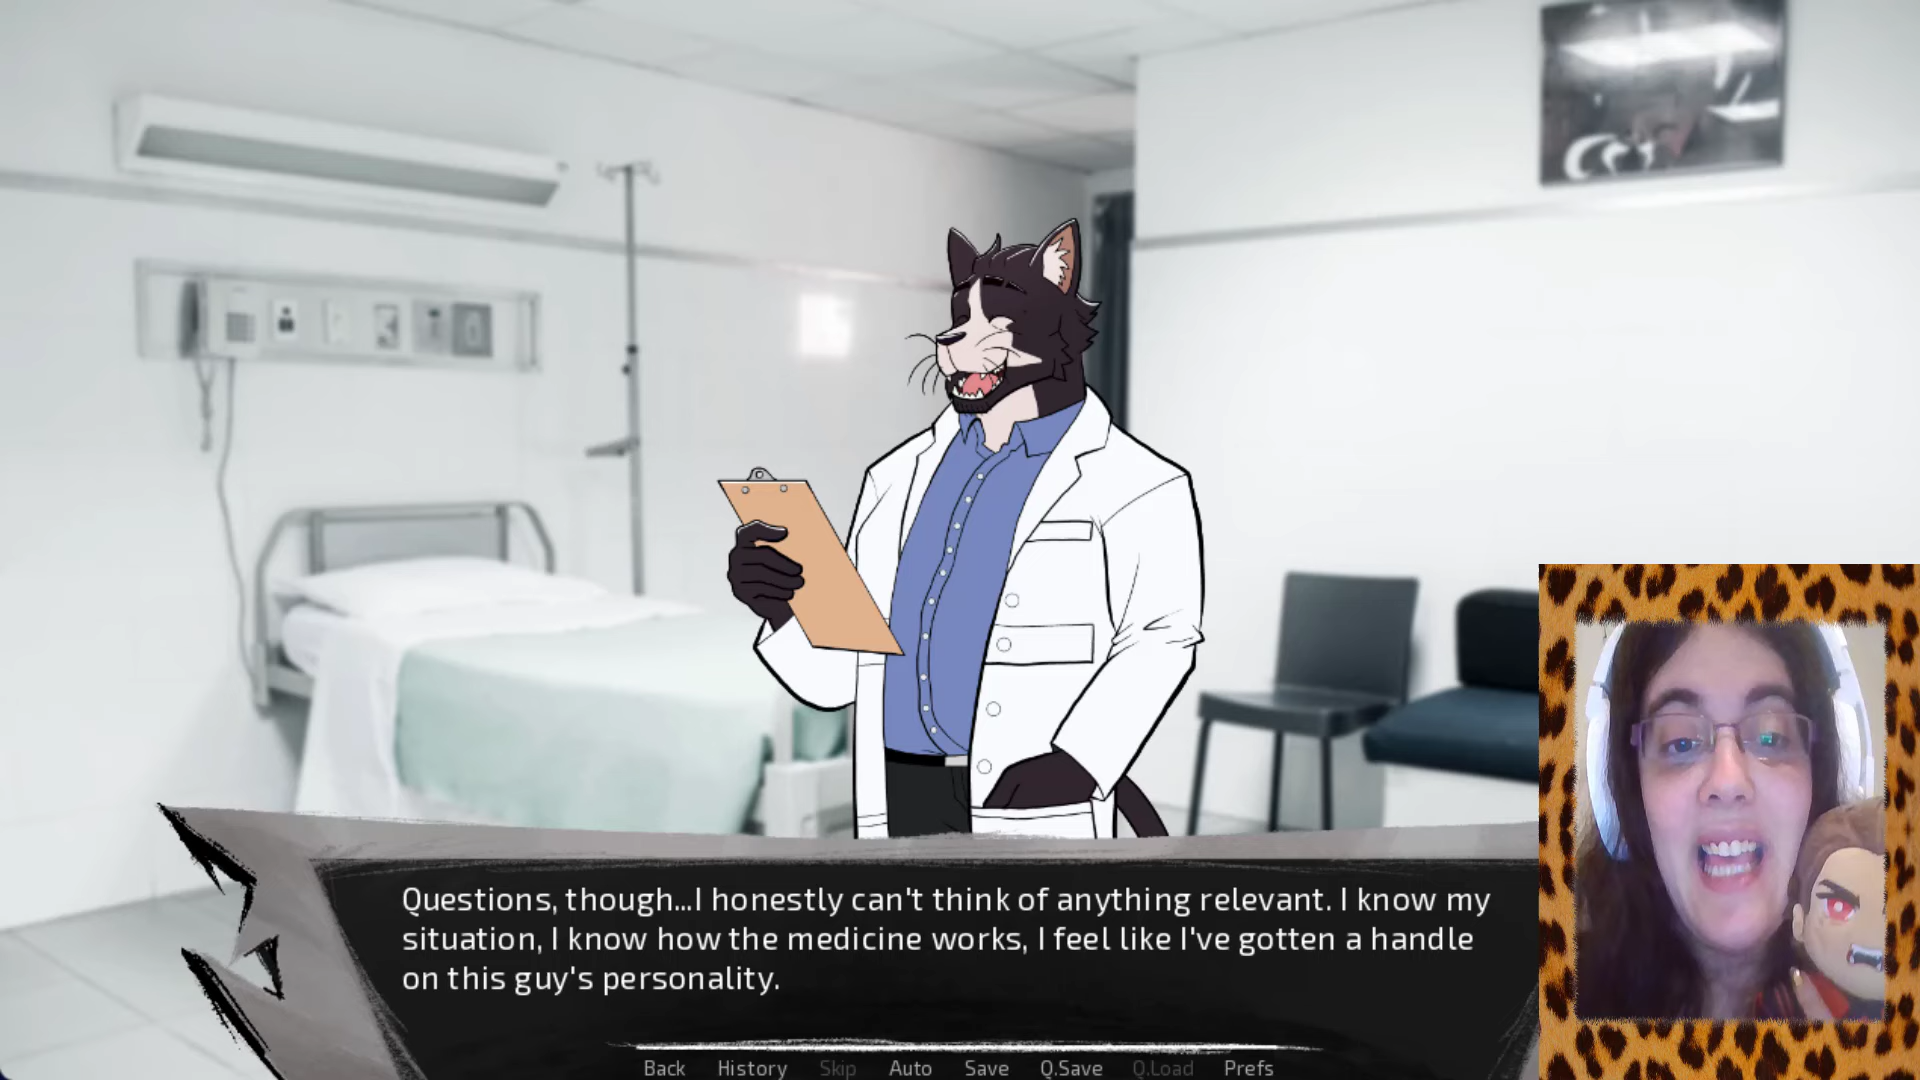 Questions, though...I honestly can't think of anything relevant. I know my
situation, I know how the medicine works, I feel like I've gotten a handle
on this guy's personality.
Back History Skip Auto Save Q.Save Q.Load Prefs